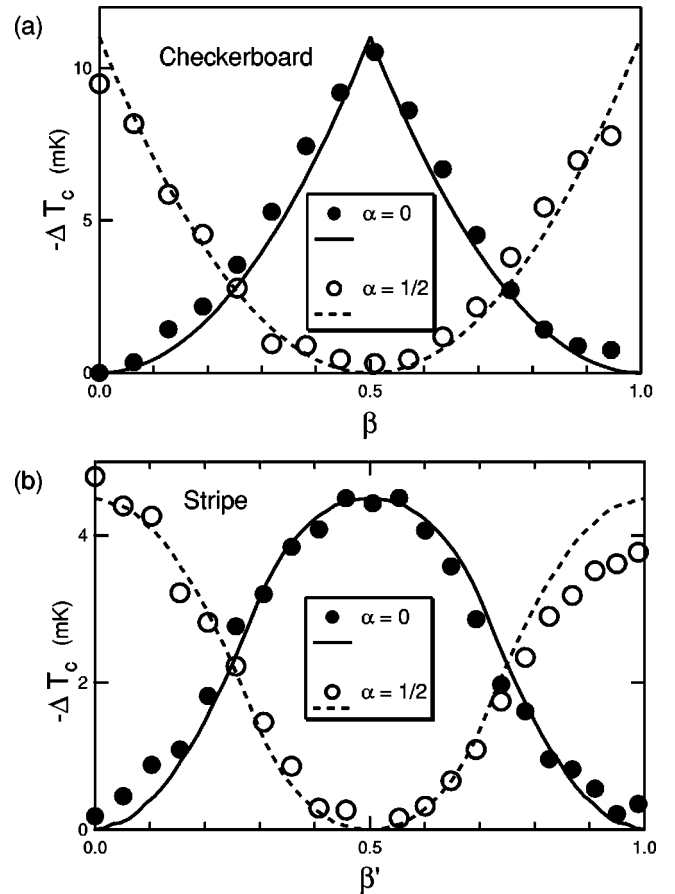 (a)
Checkerboard
10
5
0
-Δ T_c (mK)
α = 0
α = 1/2
0.0
0.5
1.0
β
(b)
Stripe
4
2
0
-Δ T_c (mK)
α = 0
α = 1/2
0.0
0.5
1.0
β'